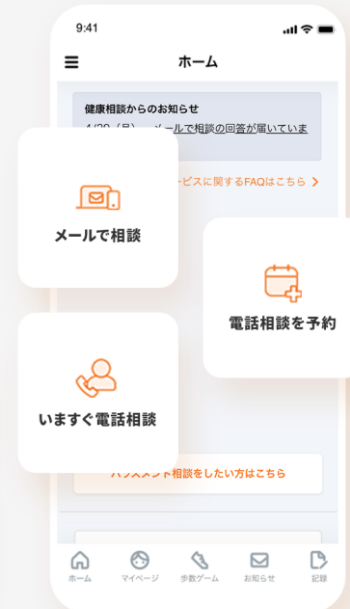 9:41
ホーム
健康相談からのお知らせ
メールで相談の回答が届いていま
ービスに関するFAQはこちら
メールで相談
電話相談を予約
いますぐ電話相談
ハラスメント相談をしたい方はこちら
ホーム
マイページ
歩数ゲーム
お知らせ
記録